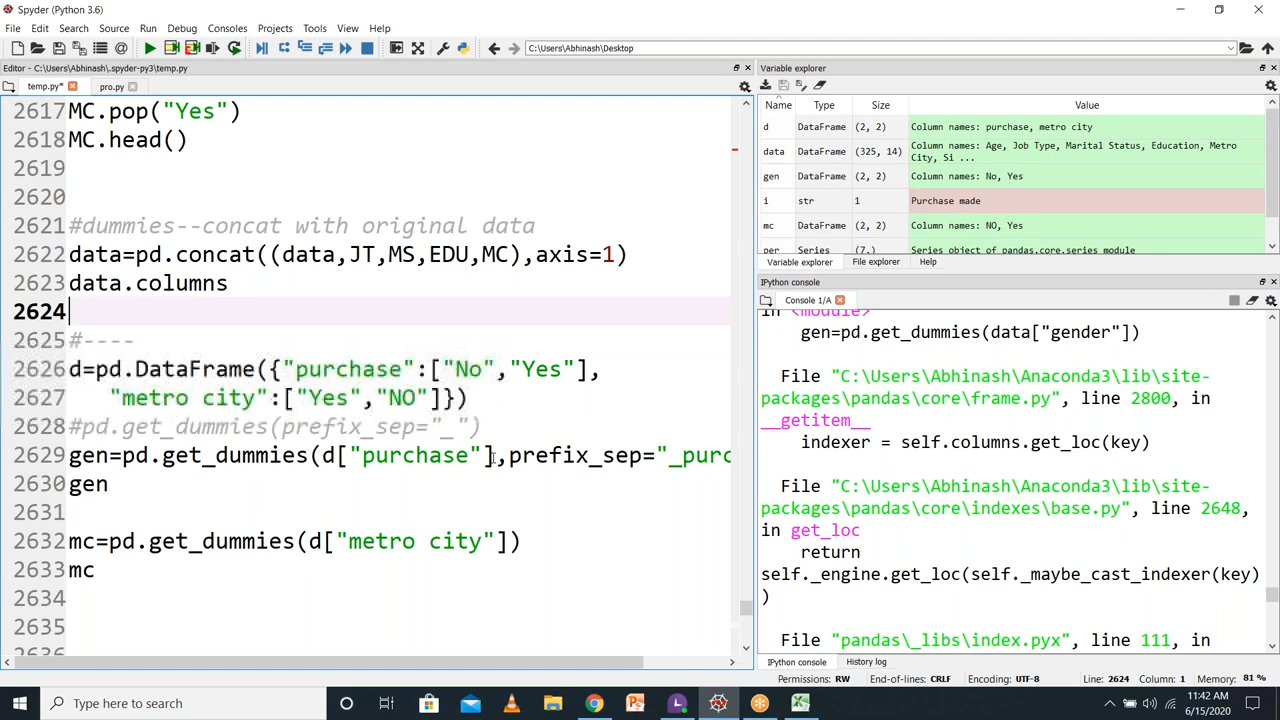 Spyder (Python 3.6)
File Edit Search Source Run Debug Consoles Projects Tools View Help
C:\Users\Abhinash\Desktop
Editor - C:\Users\Abhinash\.spyder-py3\temp.py
temp.py* pro.py
2617 MC.pop("Yes")
2618 MC.head()
2619
2620
2621 #dummies--concat with original data
2622 data=pd.concat((data,JT,MS,EDU,MC),axis=1)
2623 data.columns
2624
2625 #----
2626 d=pd.DataFrame({"purchase":["No","Yes"],
2627 "metro city":["Yes","NO"]})
2628 #pd.get_dummies(prefix_sep="_")
2629 gen=pd.get_dummies(d["purchase"],prefix_sep="_purc
2630 gen
2631
2632 mc=pd.get_dummies(d["metro city"])
2633 mc
2634
2635
Variable explorer
Name Type Size Value
d DataFrame (2, 2) Column names: purchase, metro city
data DataFrame (325, 14) Column names: Age, Job Type, Marital Status, Education, Metro
City, Si ...
gen DataFrame (2, 2) Column names: No, Yes
i str 1 Purchase made
mc DataFrame (2, 2) Column names: NO, Yes
per Series (7,) Series object of pandas.core.series module
Variable explorer File explorer Help
IPython console
Console 1/A
in <module>
gen=pd.get_dummies(data["gender"])
File "C:\Users\Abhinash\Anaconda3\lib\site-
packages\pandas\core\frame.py", line 2800, in
__getitem__
indexer = self.columns.get_loc(key)
File "C:\Users\Abhinash\Anaconda3\lib\site-
packages\pandas\core\indexes\base.py", line 2648,
in get_loc
return
self._engine.get_loc(self._maybe_cast_indexer(key)
)
File "pandas\_libs\index.pyx", line 111, in
IPython console History log
Permissions: RW End-of-lines: CRLF Encoding: UTF-8 Line: 2624 Column: 1 Memory: 81 %
Type here to search
11:42 AM
6/15/2020